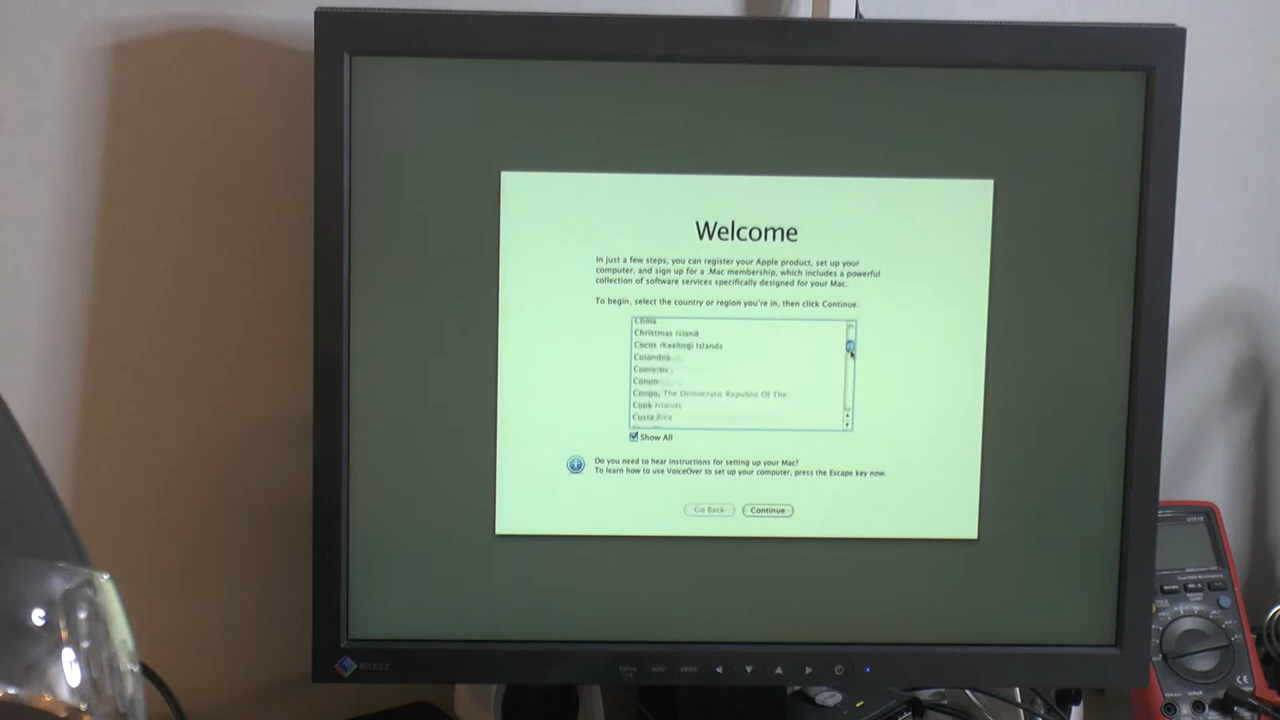 Welcome
In just a few steps, you can register your Apple product, set up your
computer, and sign up for a .Mac membership, which includes a powerful
collection of software services specifically designed for your Mac.
To begin, select the country or region you're in, then click Continue.
China
Christmas Island
Cocos (Keeling) Islands
Comoros
Congo, The Democratic Republic Of The
Cook Islands
Costa Rica
Show All
Do you need to hear instructions for setting up your Mac?
To learn how to use VoiceOver to set up your computer, press the Escape key now.
Go Back
Continue
EIZO